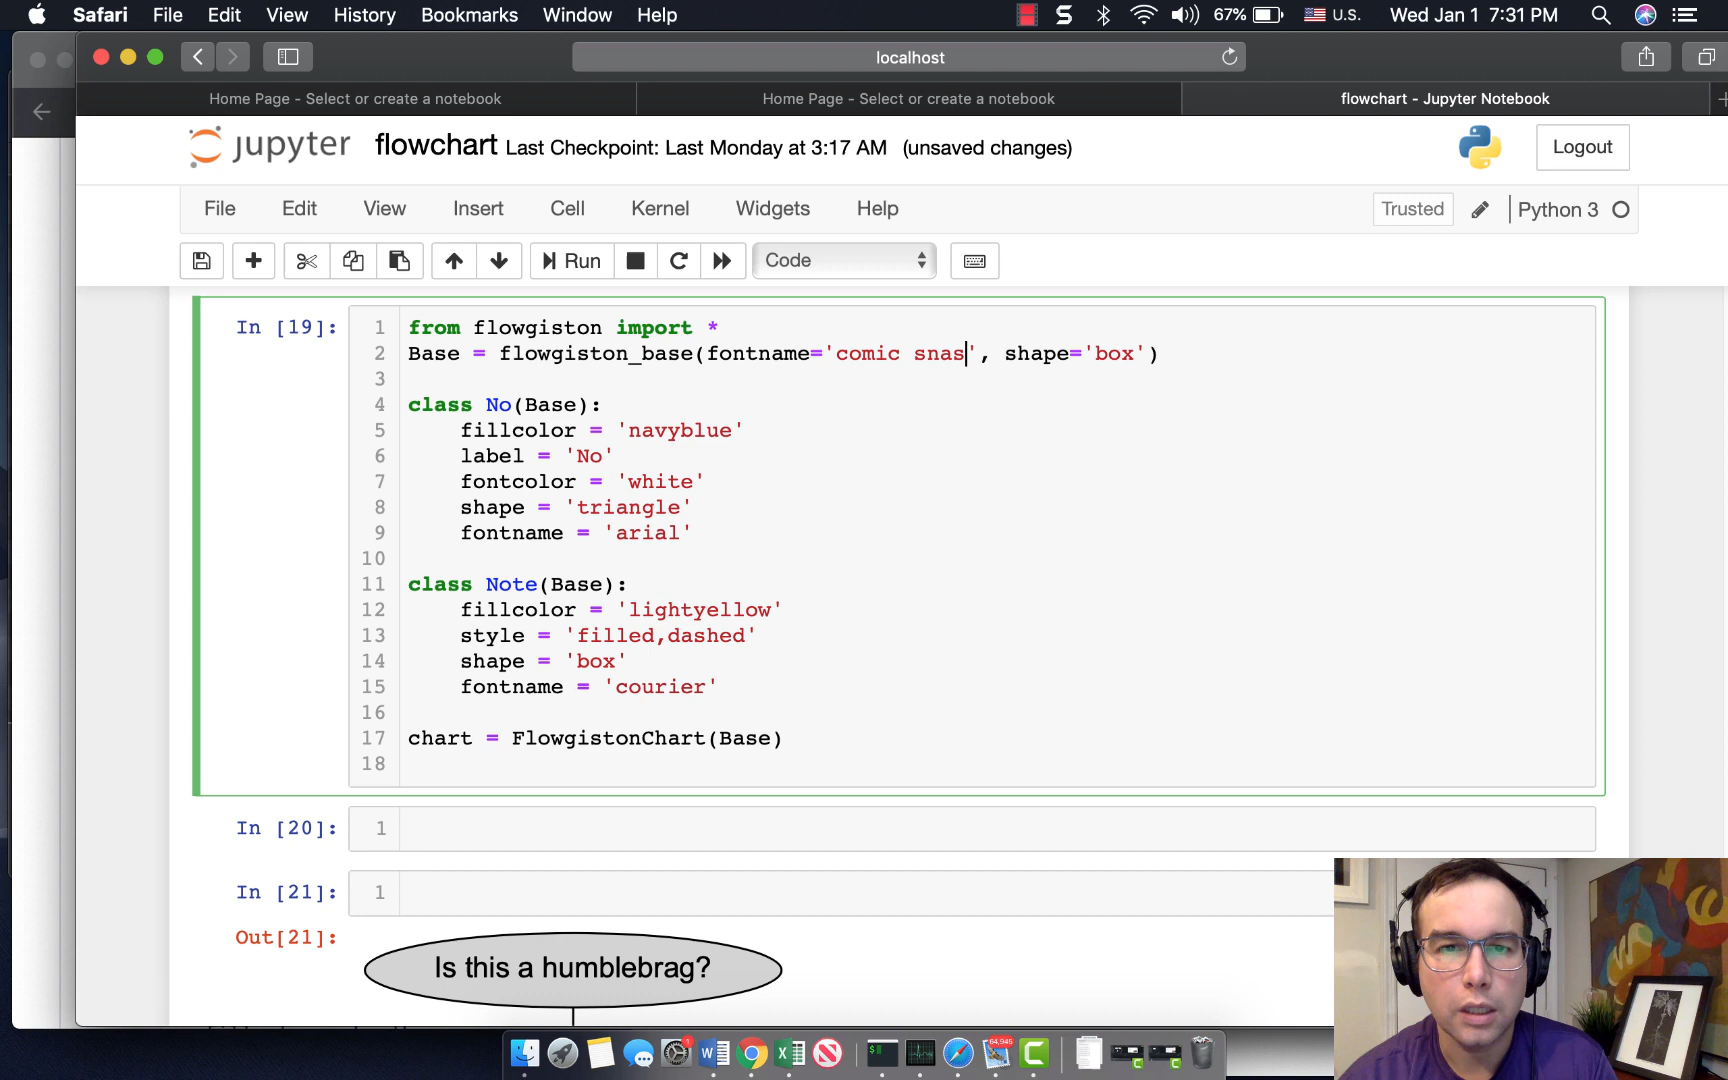 Safari File Edit View History Bookmarks Window Help S 67% U.S. Wed Jan 1 7:31 PM
localhost
Home Page - Select or create a notebook Home Page - Select or create a notebook flowchart - Jupyter Notebook
jupyter flowchart Last Checkpoint: Last Monday at 3:17 AM (unsaved changes) Logout
File Edit View Insert Cell Kernel Widgets Help Trusted Python 3
Run Code
In [19]: 1 from flowgiston import *
2 Base = flowgiston_base(fontname='comic snas', shape='box')
3
4 class No(Base):
5 fillcolor = 'navyblue'
6 label = 'No'
7 fontcolor = 'white'
8 shape = 'triangle'
9 fontname = 'arial'
10
11 class Note(Base):
12 fillcolor = 'lightyellow'
13 style = 'filled,dashed'
14 shape = 'box'
15 fontname = 'courier'
16
17 chart = FlowgistonChart(Base)
18
In [20]: 1
In [21]: 1
Out[21]:
Is this a humblebrag?
1
64,945